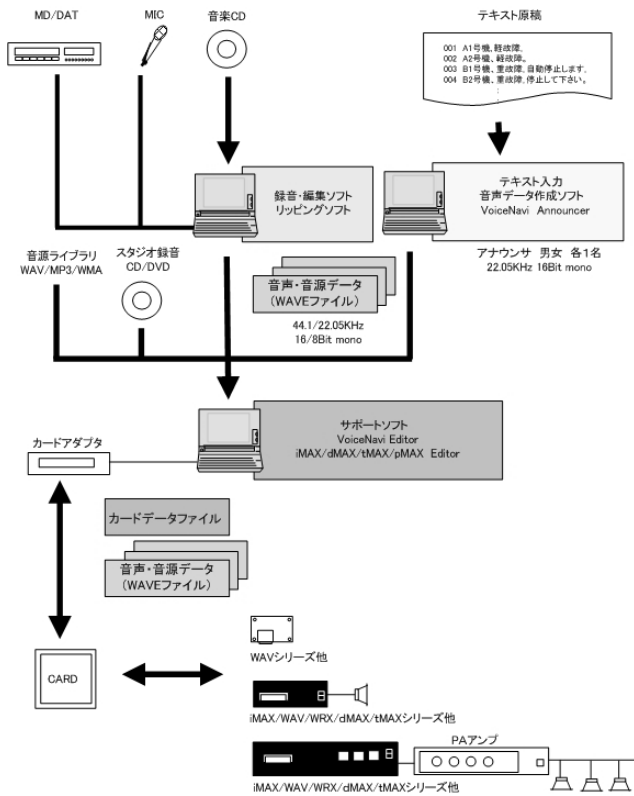 MD/DAT
MIC
音楽CD
テキスト原稿
001 A1号機、軽故障。
002 A2号機、軽故障。
003 B1号機、重故障、自動停止します。
004 B2号機、重故障、停止して下さい。
:
録音・編集ソフト
リッピングソフト
テキスト入力
音声データ作成ソフト
VoiceNavi Announcer
アナウンサ 男女 各1名
22.05KHz 16Bit mono
音源ライブラリ
WAV/MP3/WMA
スタジオ録音
CD/DVD
音声・音源データ
(WAVEファイル)
44.1/22.05KHz
16/8Bit mono
サポートソフト
VoiceNavi Editor
iMAX/dMAX/tMAX/pMAX Editor
カードアダプタ
カードデータファイル
音声・音源データ
(WAVEファイル)
CARD
WAVシリーズ他
iMAX/WAV/WRX/dMAX/tMAXシリーズ他
PAアンプ
iMAX/WAV/WRX/dMAX/tMAXシリーズ他